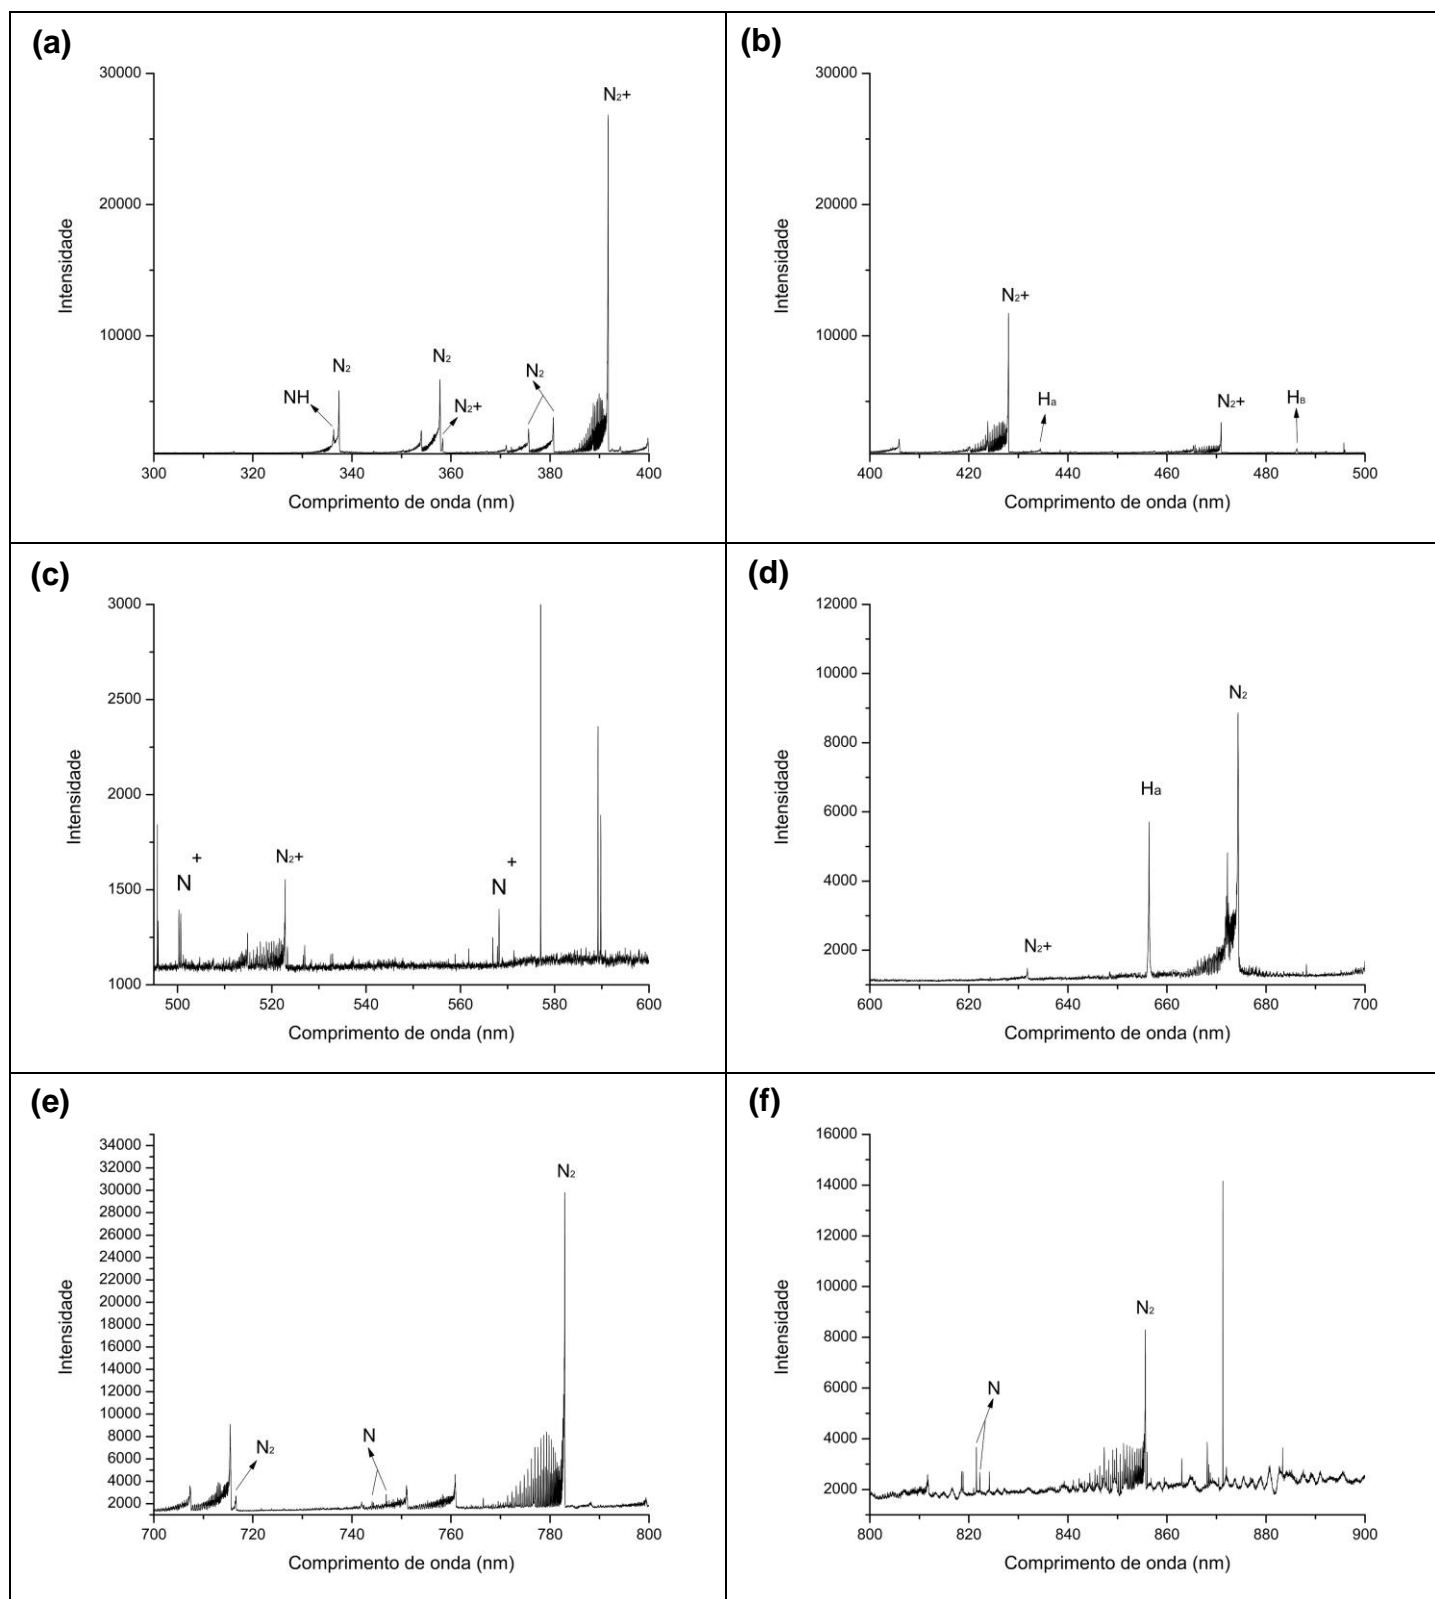 (a)
30000
20000
10000
Intensidade
N₂+
N₂
N₂
N₂
NH
N₂+
300 320 340 360 380 400
Comprimento de onda (nm)
(b)
30000
20000
10000
Intensidade
N₂+
Ha
N₂+
HB
400 420 440 460 480 500
Comprimento de onda (nm)
(c)
3000
2500
2000
1500
1000
Intensidade
N+
N₂+
N+
500 520 540 560 580 600
Comprimento de onda (nm)
(d)
12000
10000
8000
6000
4000
2000
Intensidade
N₂
Ha
N₂+
600 620 640 660 680 700
Comprimento de onda (nm)
(e)
34000
32000
30000
28000
26000
24000
22000
20000
18000
16000
14000
12000
10000
8000
6000
4000
2000
Intensidade
N₂
N₂
N
700 720 740 760 780 800
Comprimento de onda (nm)
(f)
16000
14000
12000
10000
8000
6000
4000
2000
Intensidade
N₂
N
800 820 840 860 880 900
Comprimento de onda (nm)